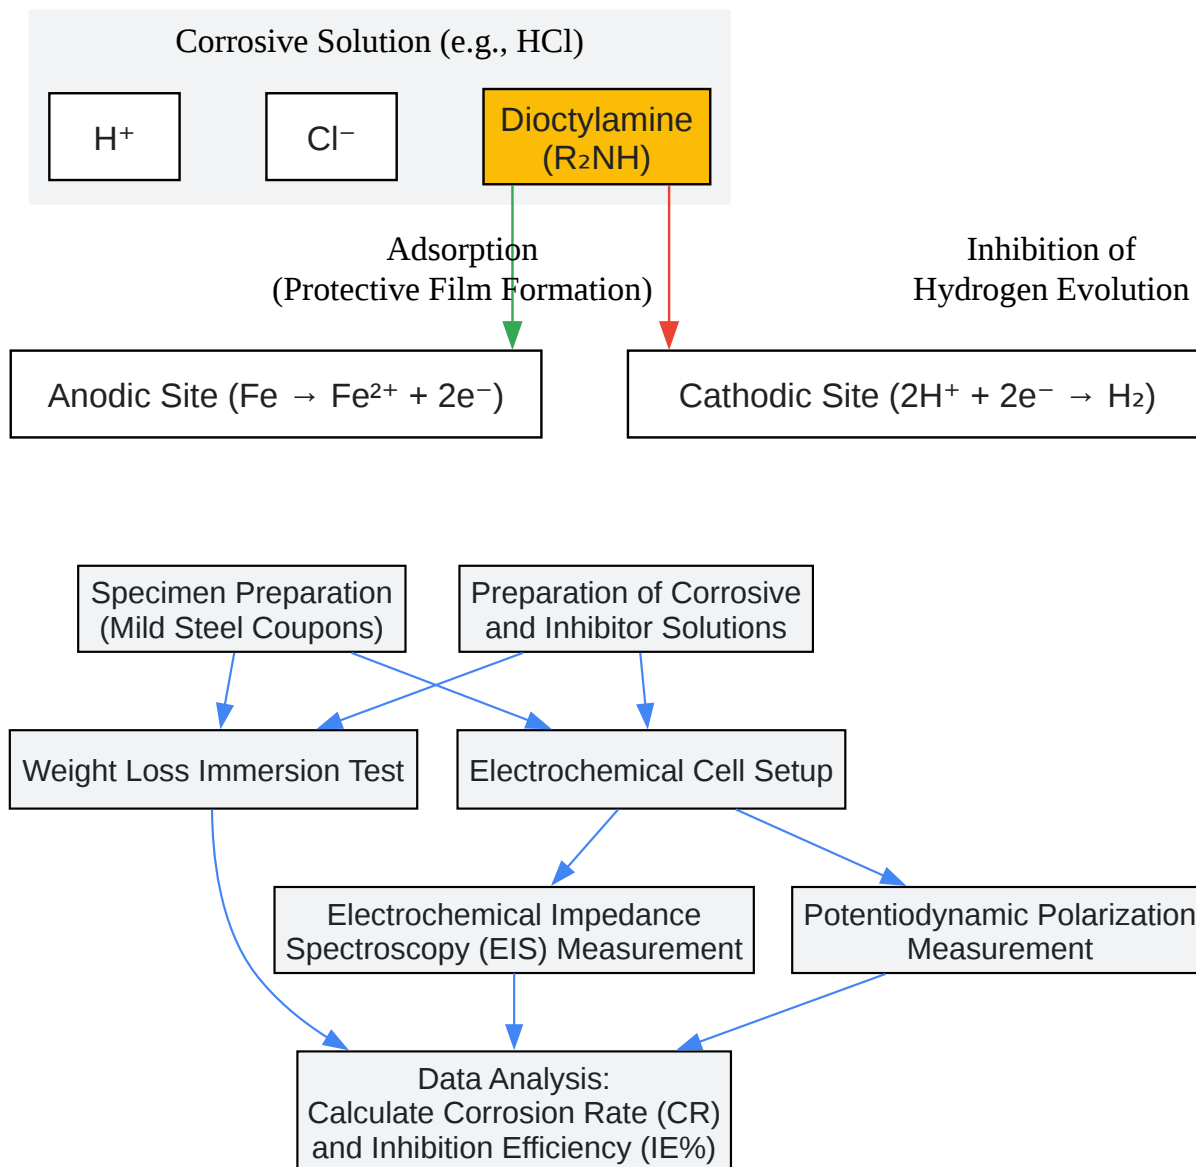 Corrosive Solution (e.g., HCl)
H⁺
Cl⁻
Dioctylamine
(R₂NH)
Adsorption
(Protective Film Formation)
Inhibition of
Hydrogen Evolution
Anodic Site (Fe → Fe²⁺ + 2e⁻)
Cathodic Site (2H⁺ + 2e⁻ → H₂)
Specimen Preparation
(Mild Steel Coupons)
Preparation of Corrosive
and Inhibitor Solutions
Weight Loss Immersion Test
Electrochemical Cell Setup
Electrochemical Impedance
Spectroscopy (EIS) Measurement
Potentiodynamic Polarization
Measurement
Data Analysis:
Calculate Corrosion Rate (CR)
and Inhibition Efficiency (IE%)